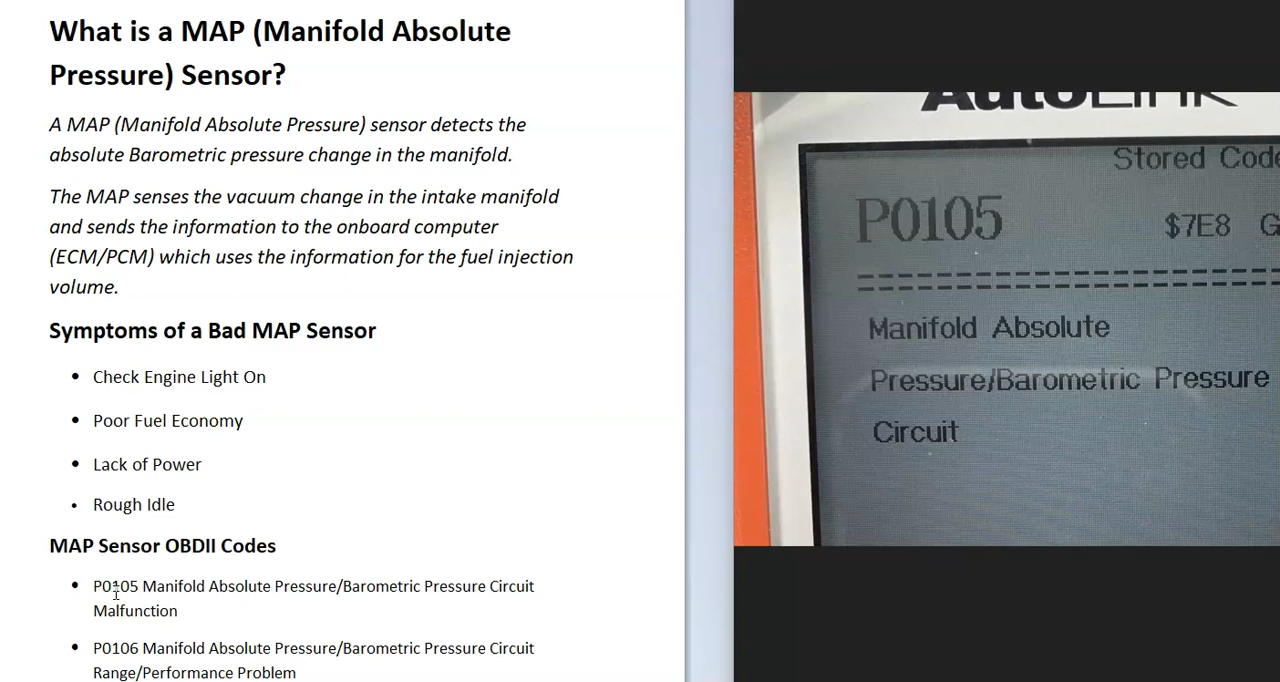 What is a MAP (Manifold Absolute
Pressure) Sensor?
A MAP (Manifold Absolute Pressure) sensor detects the
absolute Barometric pressure change in the manifold.
The MAP senses the vacuum change in the intake manifold
and sends the information to the onboard computer
(ECM/PCM) which uses the information for the fuel injection
volume.
Symptoms of a Bad MAP Sensor
• Check Engine Light On
• Poor Fuel Economy
• Lack of Power
• Rough Idle
MAP Sensor OBDII Codes
• P0105 Manifold Absolute Pressure/Barometric Pressure Circuit
Malfunction
• P0106 Manifold Absolute Pressure/Barometric Pressure Circuit
Range/Performance Problem
AutoLink
Stored Code
P0105 $7E8 G
Manifold Absolute
Pressure/Barometric Pressure
Circuit